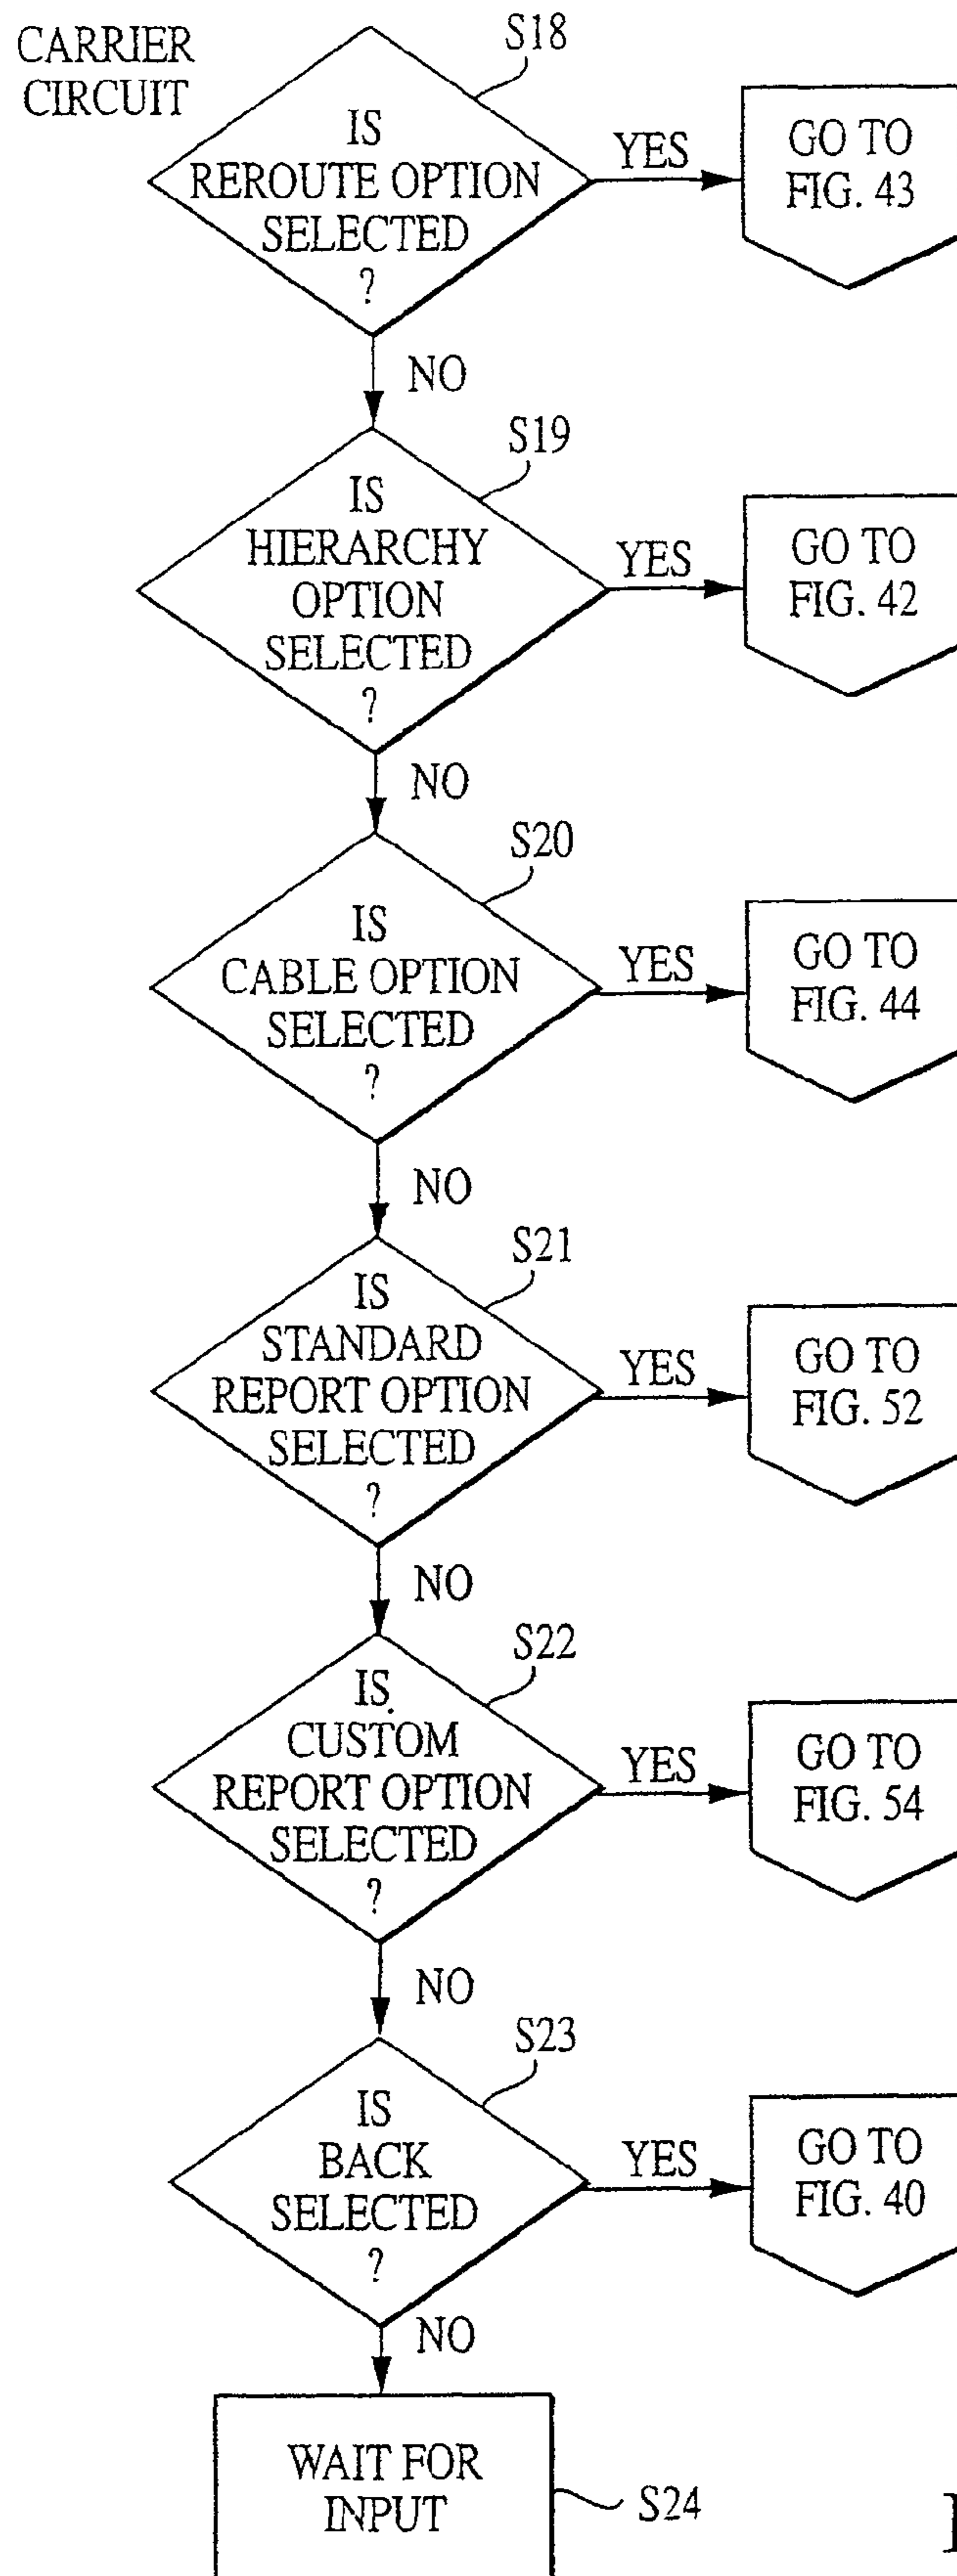 CARRIER
CIRCUIT
S18
IS
REROUTE OPTION
SELECTED
?
YES
GO TO
FIG. 43
NO
S19
IS
HIERARCHY
OPTION
SELECTED
?
YES
GO TO
FIG. 42
NO
S20
IS
CABLE OPTION
SELECTED
?
YES
GO TO
FIG. 44
NO
S21
IS
STANDARD
REPORT OPTION
SELECTED
?
YES
GO TO
FIG. 52
NO
S22
IS
CUSTOM
REPORT OPTION
SELECTED
?
YES
GO TO
FIG. 54
NO
S23
IS
BACK
SELECTED
?
YES
GO TO
FIG. 40
NO
WAIT FOR
INPUT
S24